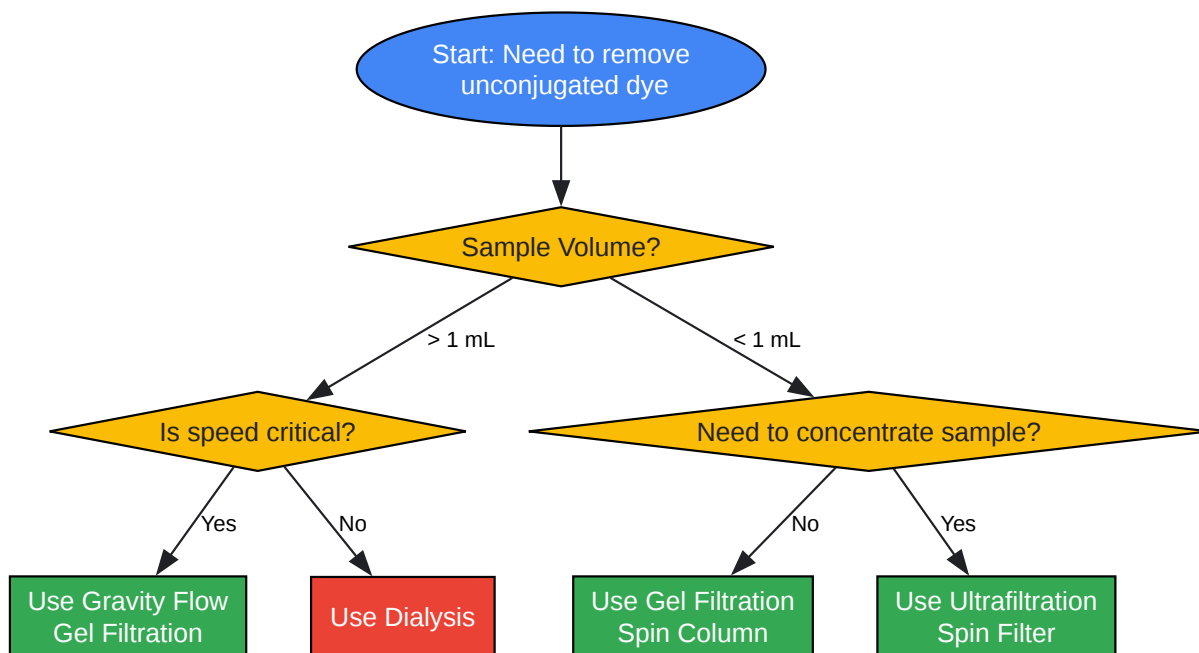 Start: Need to remove
unconjugated dye
Sample Volume?
> 1 mL
< 1 mL
Is speed critical?
Need to concentrate sample?
Yes
No
No
Yes
Use Gravity Flow
Gel Filtration
Use Dialysis
Use Gel Filtration
Spin Column
Use Ultrafiltration
Spin Filter